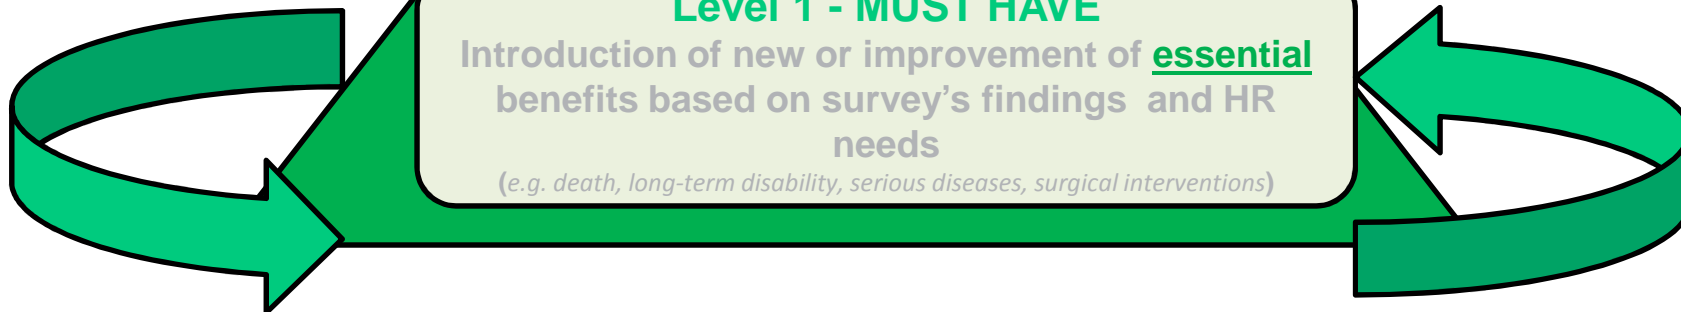 Level 1 - MUST HAVE
Introduction of new or improvement of essential
benefits based on survey’s findings  and HR
needs
(e.g. death, long-term disability, serious diseases, surgical interventions)